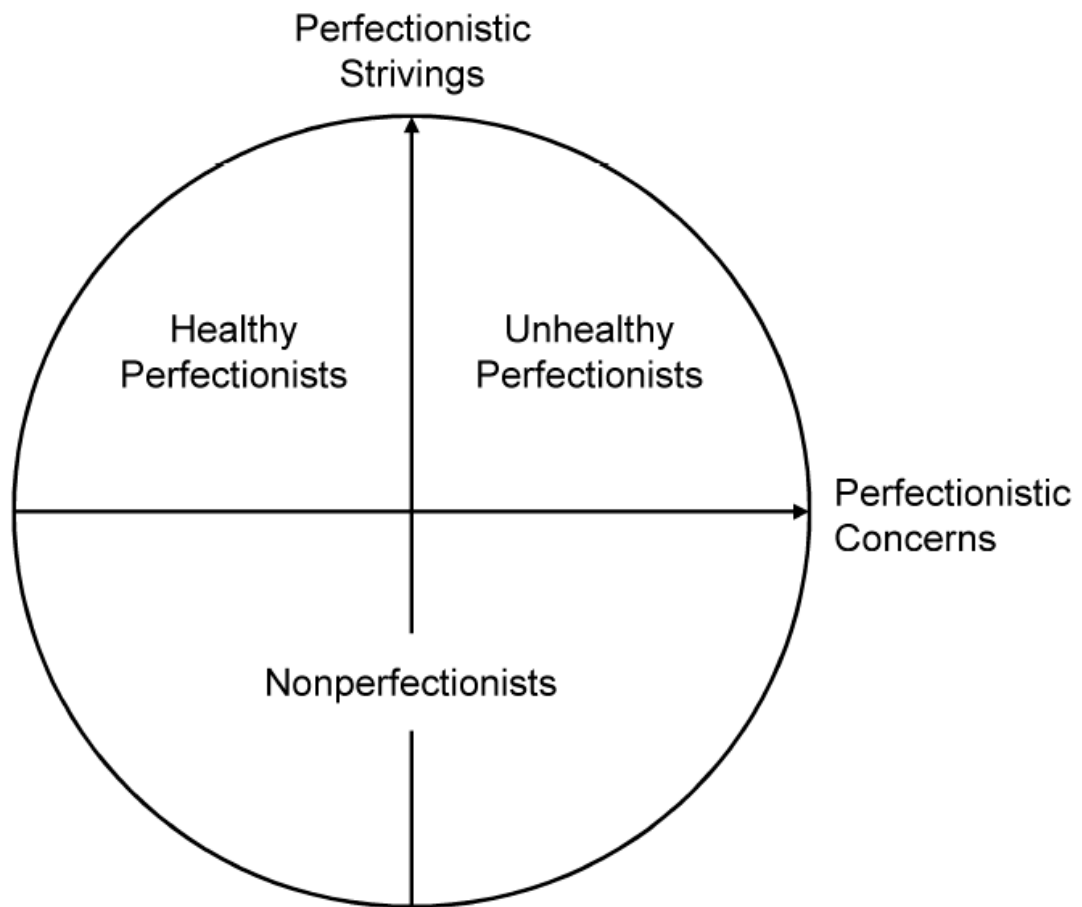 Perfectionistic
Strivings
Healthy
Perfectionists
Unhealthy
Perfectionists
Perfectionistic
Concerns
Nonperfectionists